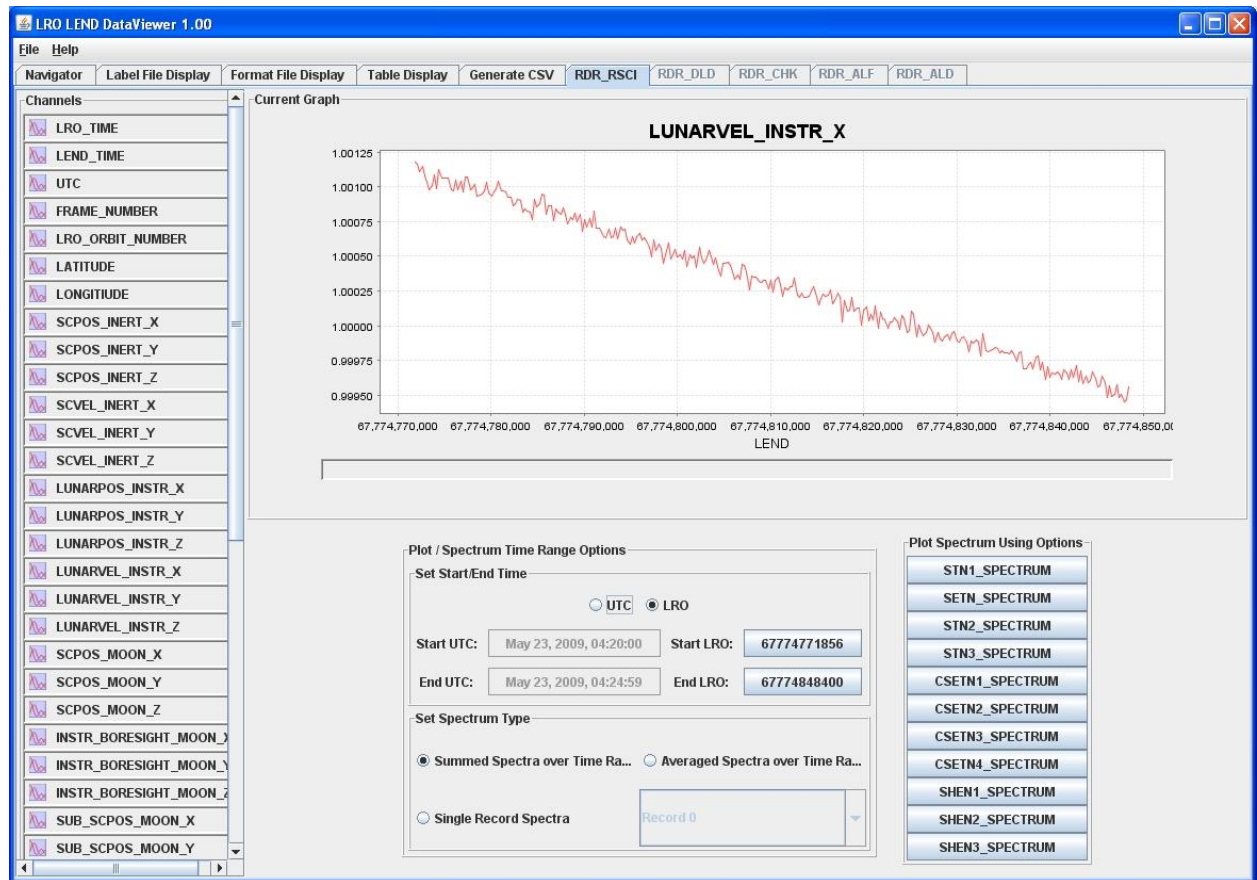 LRO LEND DataViewer 1.00
File Help
Navigator Label File Display Format File Display Table Display Generate CSV RDR_RSCI RDR_DLD RDR_CHK RDR_ALF RDR_ALD
Channels
LRO_TIME
LEND_TIME
UTC
FRAME_NUMBER
LRO_ORBIT_NUMBER
LATITUDE
LONGITIUDE
SCPOS_INERT_X
SCPOS_INERT_Y
SCPOS_INERT_Z
SCVEL_INERT_X
SCVEL_INERT_Y
SCVEL_INERT_Z
LUNARPOS_INSTR_X
LUNARPOS_INSTR_Y
LUNARPOS_INSTR_Z
LUNARVEL_INSTR_X
LUNARVEL_INSTR_Y
LUNARVEL_INSTR_Z
SCPOS_MOON_X
SCPOS_MOON_Y
SCPOS_MOON_Z
INSTR_BORESIGHT_MOON_X
INSTR_BORESIGHT_MOON_Y
INSTR_BORESIGHT_MOON_Z
SUB_SCPOS_MOON_X
SUB_SCPOS_MOON_Y
Current Graph
LUNARVEL_INSTR_X
1.00125
1.00100
1.00075
1.00050
1.00025
1.00000
0.99975
0.99950
67,774,770,000 67,774,780,000 67,774,790,000 67,774,800,000 67,774,810,000 67,774,820,000 67,774,830,000 67,774,840,000 67,774,850,0
LEND
Plot / Spectrum Time Range Options
Set Start/End Time
UTC LRO
Start UTC: May 23, 2009, 04:20:00 Start LRO: 67774771856
End UTC: May 23, 2009, 04:24:59 End LRO: 67774848400
Set Spectrum Type
Summed Spectra over Time Ra... Averaged Spectra over Time Ra...
Single Record Spectra Record 0
Plot Spectrum Using Options
STN1_SPECTRUM
SETN_SPECTRUM
STN2_SPECTRUM
STN3_SPECTRUM
CSETN1_SPECTRUM
CSETN2_SPECTRUM
CSETN3_SPECTRUM
CSETN4_SPECTRUM
SHEN1_SPECTRUM
SHEN2_SPECTRUM
SHEN3_SPECTRUM